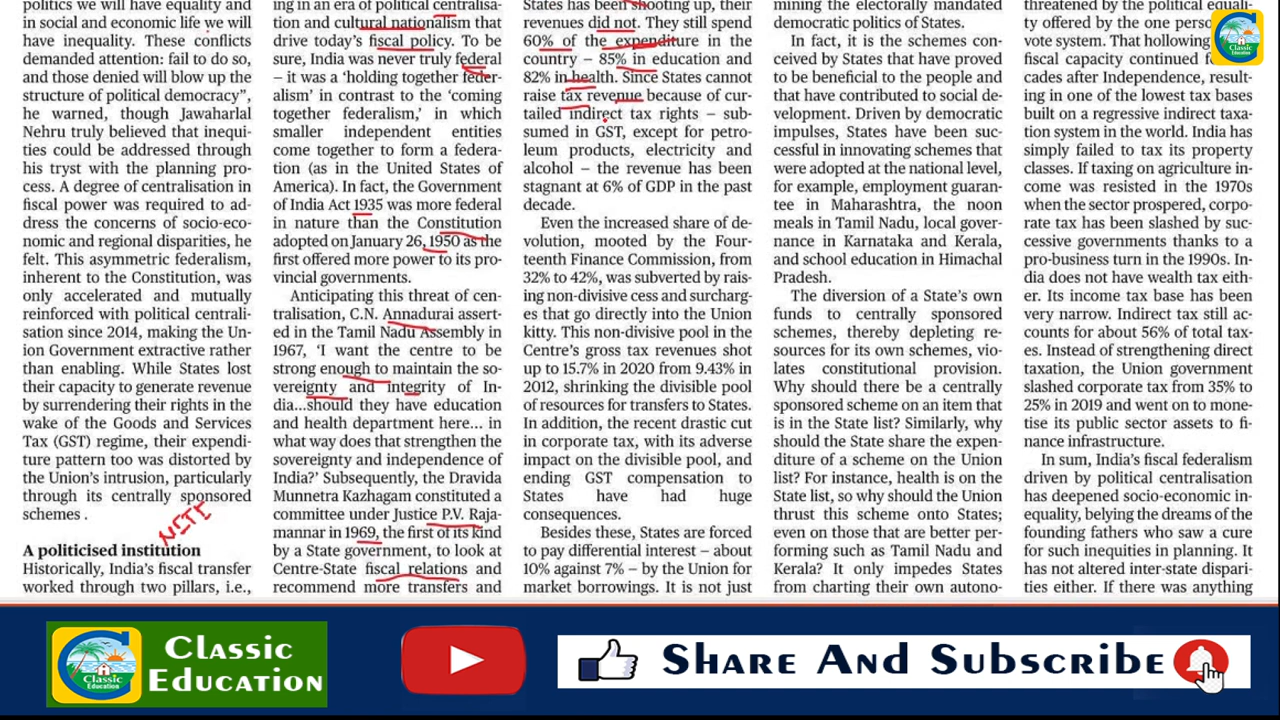 politics we will have equality and
in social and economic life we will
have inequality. These conflicts
demanded attention: fail to do so,
and those denied will blow up the
structure of political democracy”,
he warned, though Jawaharlal
Nehru truly believed that inequi-
ties could be addressed through
his tryst with the planning pro-
cess. A degree of centralisation in
fiscal power was required to ad-
dress the concerns of socio-eco-
nomic and regional disparities, he
felt. This asymmetric federalism,
inherent to the Constitution, was
only accelerated and mutually
reinforced with political centrali-
sation since 2014, making the Un-
ion Government extractive rather
than enabling. While States lost
their capacity to generate revenue
by surrendering their rights in the
wake of the Goods and Services
Tax (GST) regime, their expendi-
ture pattern too was distorted by
the Union’s intrusion, particularly
through its centrally sponsored
schemes .
A politicised institution
Historically, India’s fiscal transfer
worked through two pillars, i.e.,
ing in an era of political centralisa-
tion and cultural nationalism that
drive today’s fiscal policy. To be
sure, India was never truly federal
– it was a ‘holding together feder-
alism’ in contrast to the ‘coming
together federalism,’ in which
smaller independent entities
come together to form a federa-
tion (as in the United States of
America). In fact, the Government
of India Act 1935 was more federal
in nature than the Constitution
adopted on January 26, 1950 as the
first offered more power to its pro-
vincial governments.
Anticipating this threat of cen-
tralisation, C.N. Annadurai assert-
ed in the Tamil Nadu Assembly in
1967, ‘I want the centre to be
strong enough to maintain the so-
vereignty and integrity of In-
dia...should they have education
and health department here... in
what way does that strengthen the
sovereignty and independence of
India?’ Subsequently, the Dravida
Munnetra Kazhagam constituted a
committee under Justice P.V. Raja-
mannar in 1969, the first of its kind
by a State government, to look at
Centre-State fiscal relations and
recommend more transfers and
States has been shooting up, their
revenues did not. They still spend
60% of the expenditure in the
country – 85% in education and
82% in health. Since States cannot
raise tax revenue because of cur-
tailed indirect tax rights – sub-
sumed in GST, except for petro-
leum products, electricity and
alcohol – the revenue has been
stagnant at 6% of GDP in the past
decade.
Even the increased share of de-
volution, mooted by the Four-
teenth Finance Commission, from
32% to 42%, was subverted by rais-
ing non-divisive cess and surcharg-
es that go directly into the Union
kitty. This non-divisive pool in the
Centre’s gross tax revenues shot
up to 15.7% in 2020 from 9.43% in
2012, shrinking the divisible pool
of resources for transfers to States.
In addition, the recent drastic cut
in corporate tax, with its adverse
impact on the divisible pool, and
ending GST compensation to
States have had huge
consequences.
Besides these, States are forced
to pay differential interest – about
10% against 7% – by the Union for
market borrowings. It is not just
mining the electorally mandated
democratic politics of States.
In fact, it is the schemes con-
ceived by States that have proved
to be beneficial to the people and
that have contributed to social de-
velopment. Driven by democratic
impulses, States have been suc-
cessful in innovating schemes that
were adopted at the national level,
for example, employment guaran-
tee in Maharashtra, the noon
meals in Tamil Nadu, local gover-
nance in Karnataka and Kerala,
and school education in Himachal
Pradesh.
The diversion of a State’s own
funds to centrally sponsored
schemes, thereby depleting re-
sources for its own schemes, vio-
lates constitutional provision.
Why should there be a centrally
sponsored scheme on an item that
is in the State list? Similarly, why
should the State share the expen-
diture of a scheme on the Union
list? For instance, health is on the
State list, so why should the Union
thrust this scheme onto States;
even on those that are better per-
forming such as Tamil Nadu and
Kerala? It only impedes States
from charting their own autono-
threatened by the political equali-
ty offered by the one perso
vote system. That hollowing
fiscal capacity continued f
cades after Independence, result-
ing in one of the lowest tax bases
built on a regressive indirect taxa-
tion system in the world. India has
simply failed to tax its property
classes. If taxing on agriculture in-
come was resisted in the 1970s
when the sector prospered, corpo-
rate tax has been slashed by suc-
cessive governments thanks to a
pro-business turn in the 1990s. In-
dia does not have wealth tax eith-
er. Its income tax base has been
very narrow. Indirect tax still ac-
counts for about 56% of total tax-
es. Instead of strengthening direct
taxation, the Union government
slashed corporate tax from 35% to
25% in 2019 and went on to mone-
tise its public sector assets to fi-
nance infrastructure.
In sum, India’s fiscal federalism
driven by political centralisation
has deepened socio-economic in-
equality, belying the dreams of the
founding fathers who saw a cure
for such inequities in planning. It
has not altered inter-state dispari-
ties either. If there was anything
Classic
Education
Classic
Education
Classic
Education
Share And Subscribe